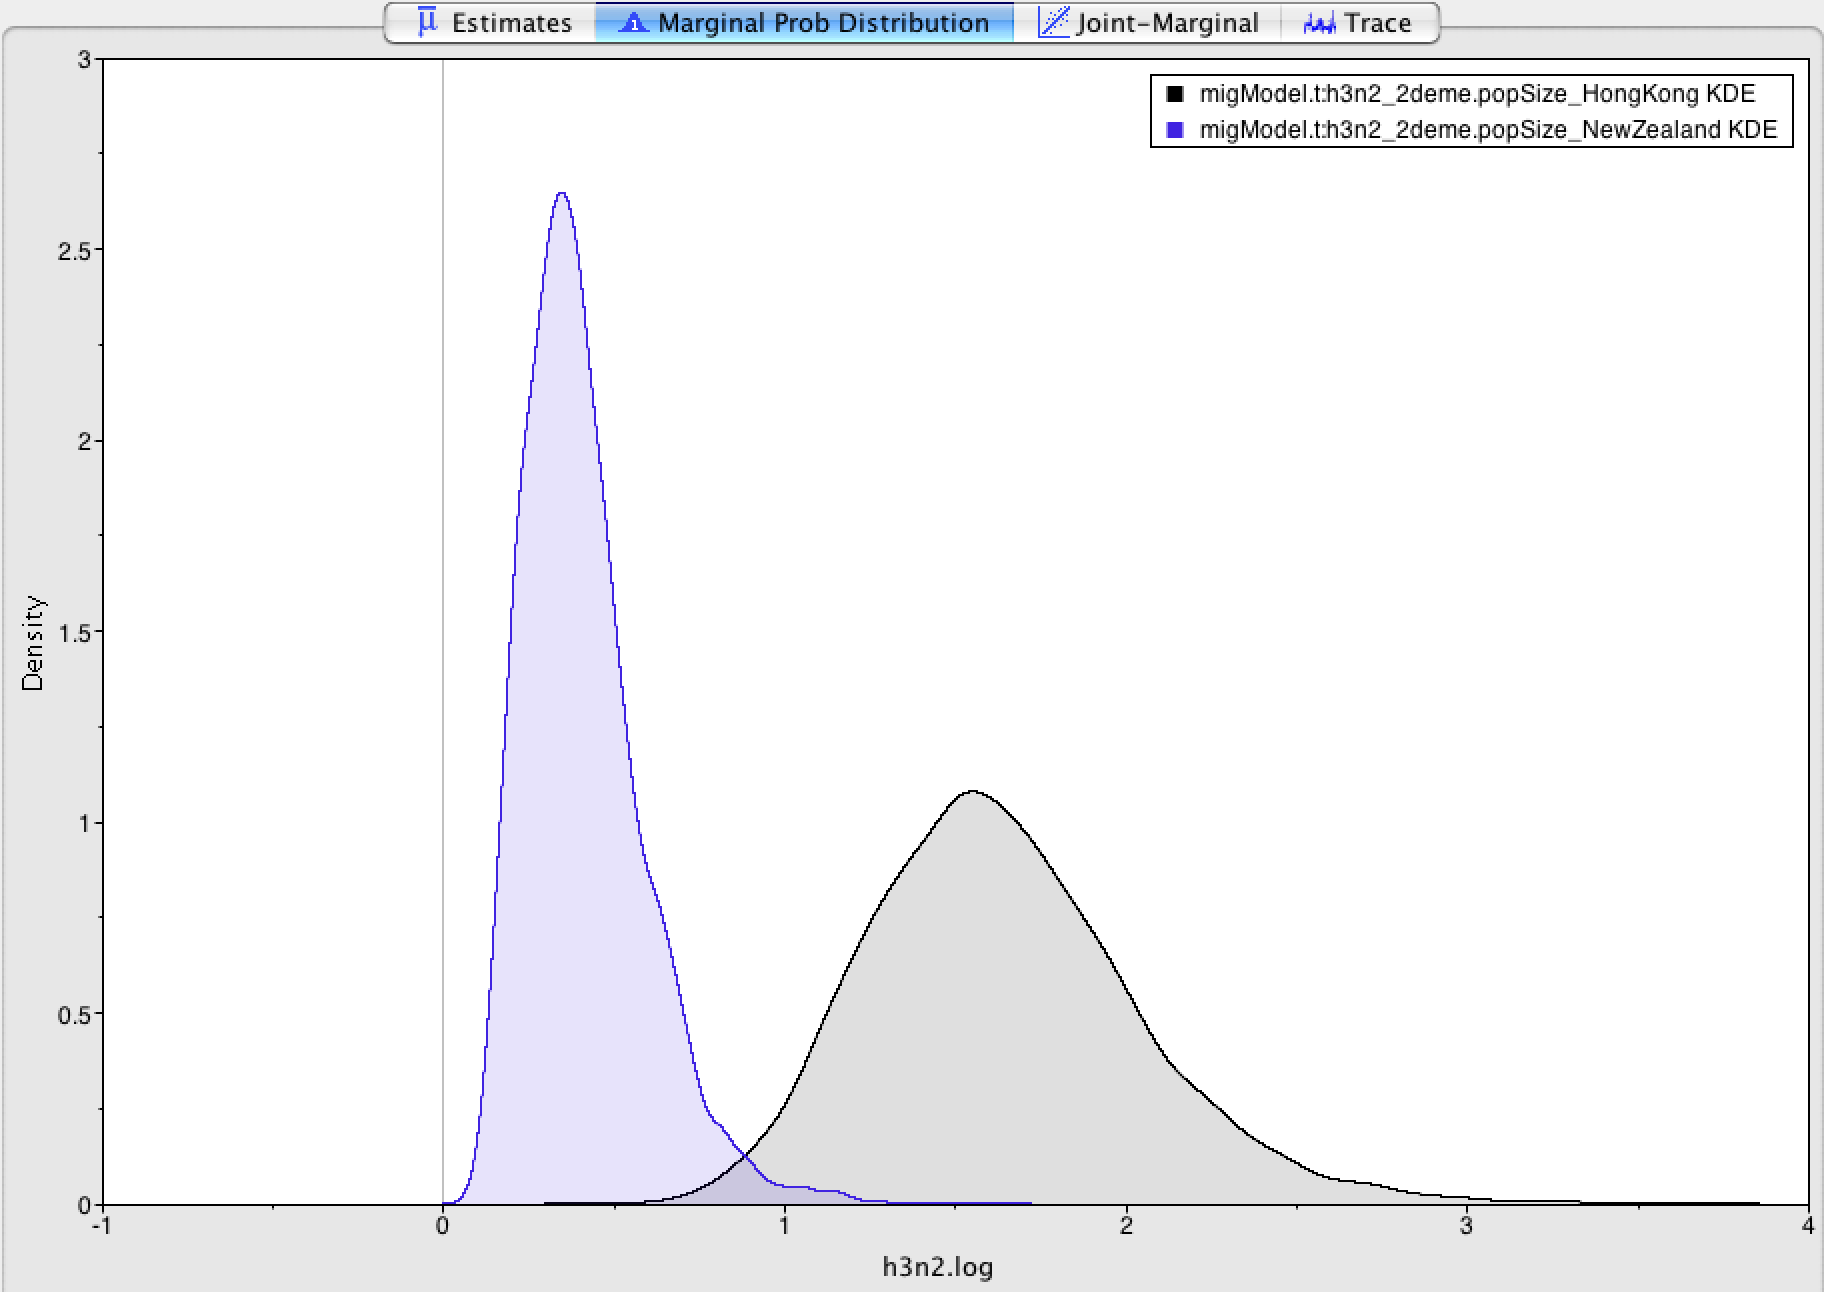 Estimates Marginal Prob Distribution Joint-Marginal Trace
migModel.t:h3n2_2deme.popSize_HongKong KDE
migModel.t:h3n2_2deme.popSize_NewZealand KDE
3
2.5
2
1.5
1
0.5
0
Density
-1 0 1 2 3 4
h3n2.log